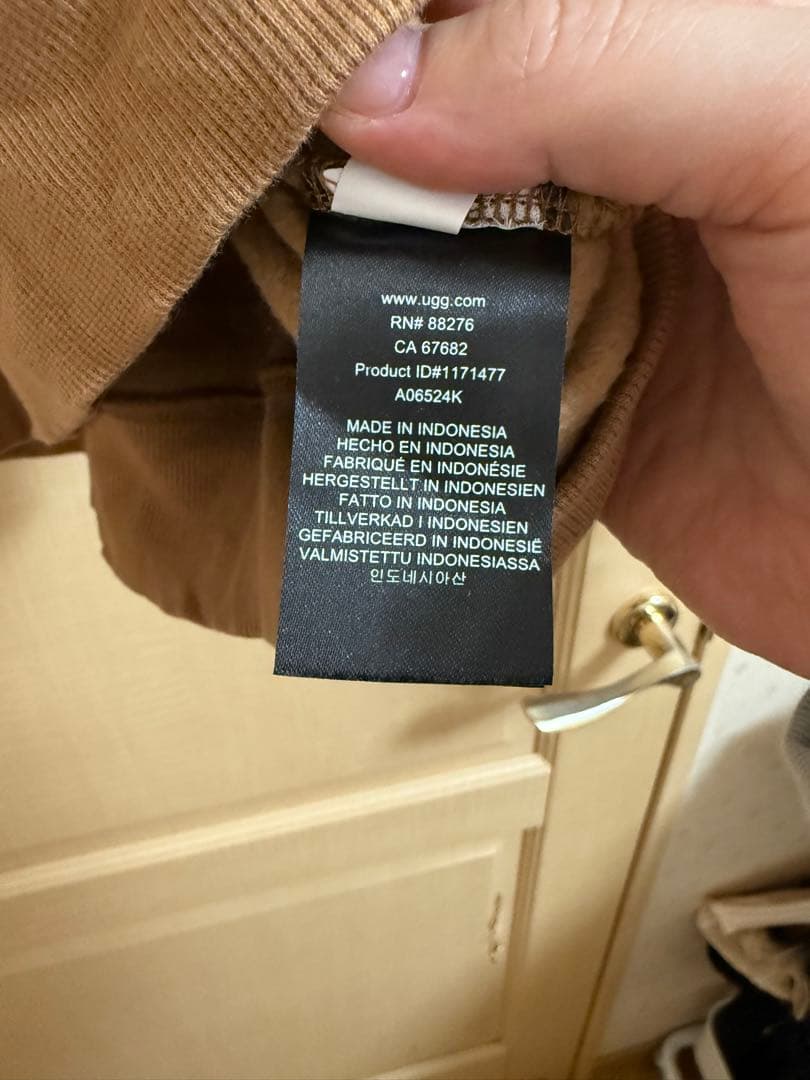 www.ugg.com
RN# 88276
CA 67682
Product ID#1171477
A06524K
MADE IN INDONESIA
HECHO EN INDONESIA
FABRIQUÉ EN INDONÉSIE
HERGESTELLT IN INDONESIEN
FATTO IN INDONESIA
TILLVERKAD I INDONESIEN
GEFABRICEERD IN INDONESIË
VALMISTETTU INDONESIASSA
인도네시아산